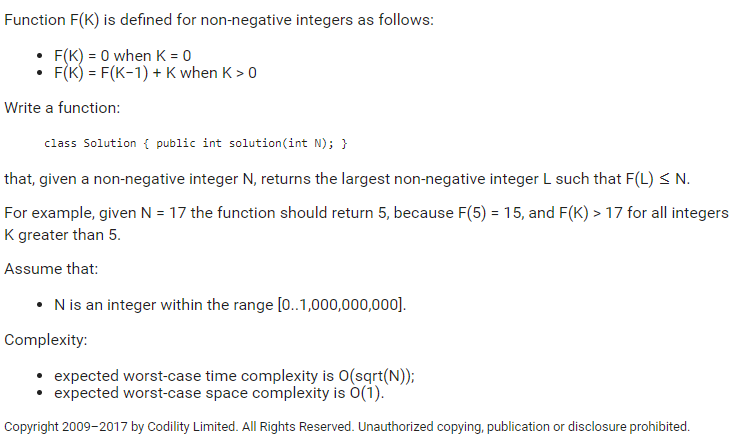 Function F(K) is defined for non-negative integers as follows:
• F(K) = 0 when K = 0
• F(K) = F(K−1) + K when K > 0
Write a function:
class Solution { public int solution(int N); }
that, given a non-negative integer N, returns the largest non-negative integer L such that F(L) ≤ N.
For example, given N = 17 the function should return 5, because F(5) = 15, and F(K) > 17 for all integers
K greater than 5.
Assume that:
• N is an integer within the range [0..1,000,000,000].
Complexity:
• expected worst-case time complexity is O(sqrt(N));
• expected worst-case space complexity is O(1).
Copyright 2009–2017 by Codility Limited. All Rights Reserved. Unauthorized copying, publication or disclosure prohibited.